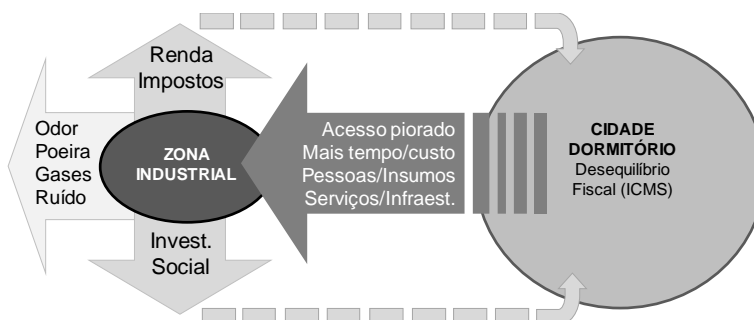 Renda
Impostos
Odor
Poeira
Gases
Ruído
ZONA
INDUSTRIAL
Acesso piorado
Mais tempo/custo
Pessoas/Insumos
Serviços/Infraest.
CIDADE
DORMITÓRIO
Desequilíbrio
Fiscal (ICMS)
Invest.
Social